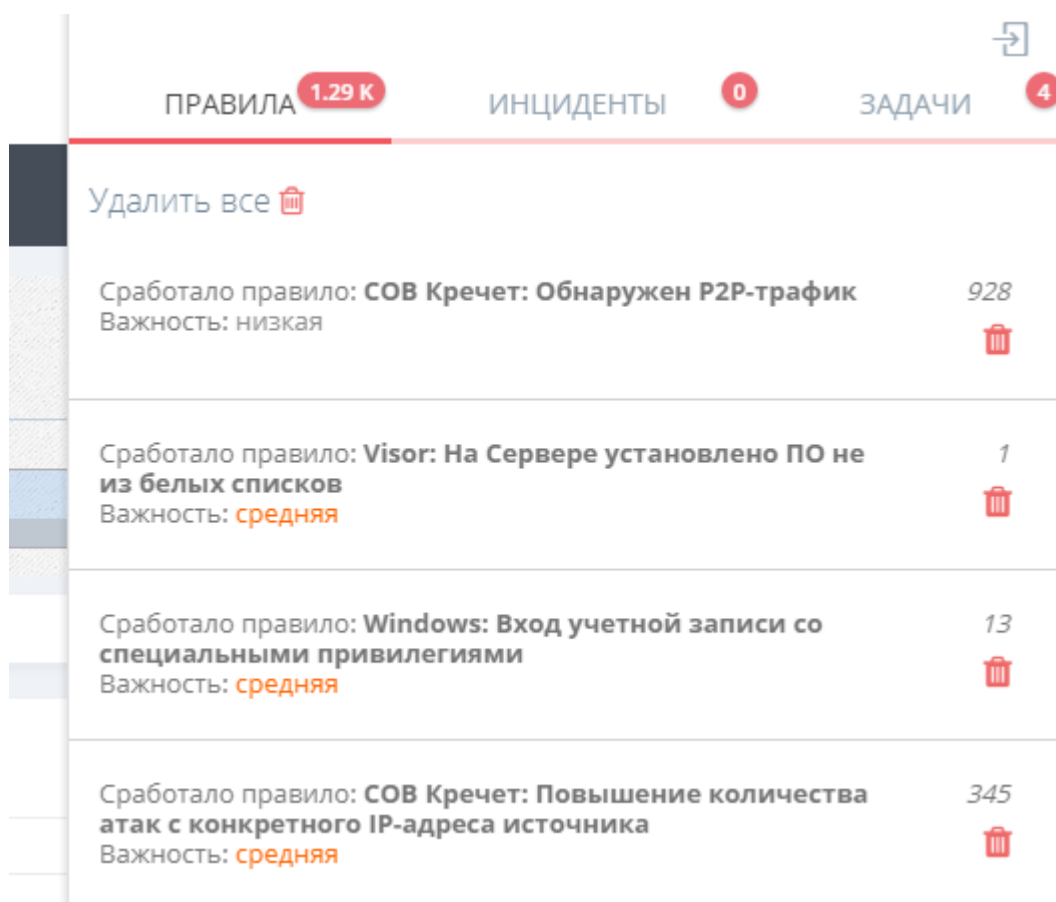 ПРАВИЛА 1.29 K ИНЦИДЕНТЫ 0 ЗАДАЧИ 4
Удалить все
Сработало правило: СОВ Кречет: Обнаружен P2P-трафик 928
Важность: низкая
Сработало правило: Visor: На Сервере установлено ПО не 1
из белых списков
Важность: средняя
Сработало правило: Windows: Вход учетной записи со 13
специальными привилегиями
Важность: средняя
Сработало правило: СОВ Кречет: Повышение количества 345
атак с конкретного IP-адреса источника
Важность: средняя